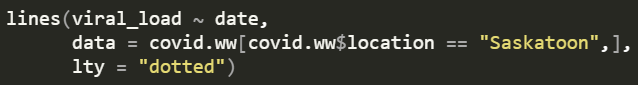 lines(viral_load ~ date,
      data = covid.ww[covid.ww$location == "Saskatoon",],
      lty = "dotted")